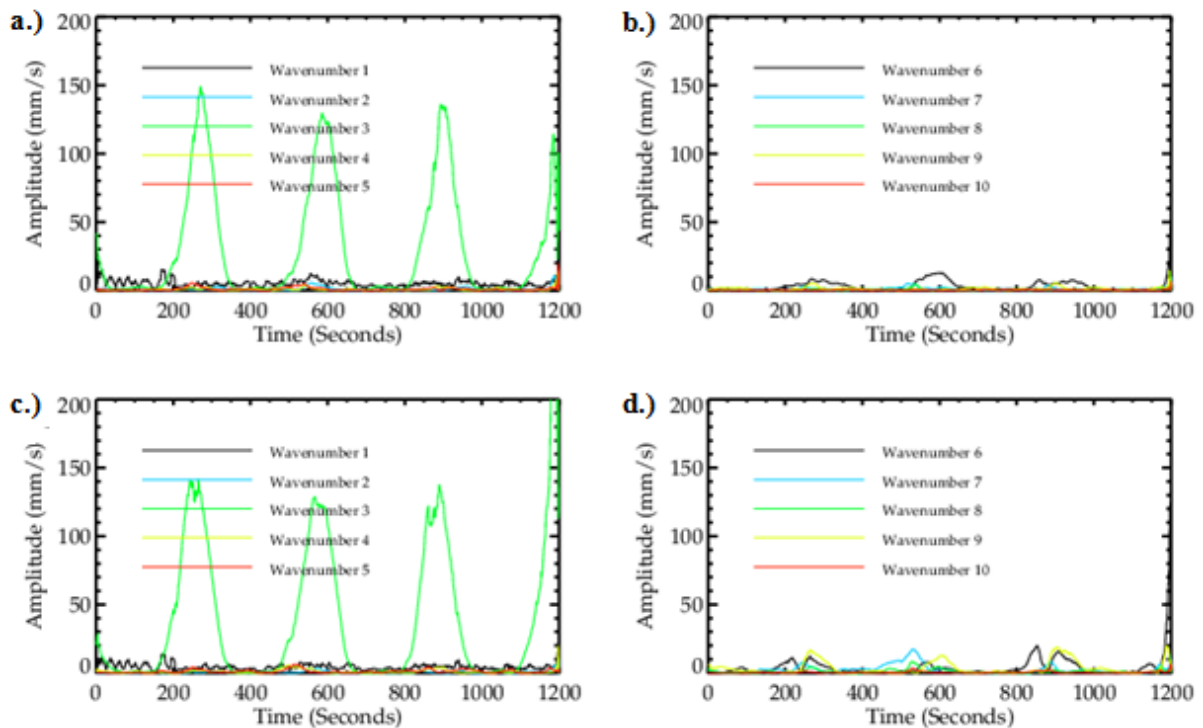 a.)
200
150
100
50
0
Amplitude (mm/s)
Wavenumber 1
Wavenumber 2
Wavenumber 3
Wavenumber 4
Wavenumber 5
0 200 400 600 800 1000 1200
Time (Seconds)
b.)
200
150
100
50
0
Amplitude (mm/s)
Wavenumber 6
Wavenumber 7
Wavenumber 8
Wavenumber 9
Wavenumber 10
0 200 400 600 800 1000 1200
Time (Seconds)
c.)
200
150
100
50
0
Amplitude (mm/s)
Wavenumber 1
Wavenumber 2
Wavenumber 3
Wavenumber 4
Wavenumber 5
0 200 400 600 800 1000 1200
Time (Seconds)
d.)
200
150
100
50
0
Amplitude (mm/s)
Wavenumber 6
Wavenumber 7
Wavenumber 8
Wavenumber 9
Wavenumber 10
0 200 400 600 800 1000 1200
Time (Seconds)